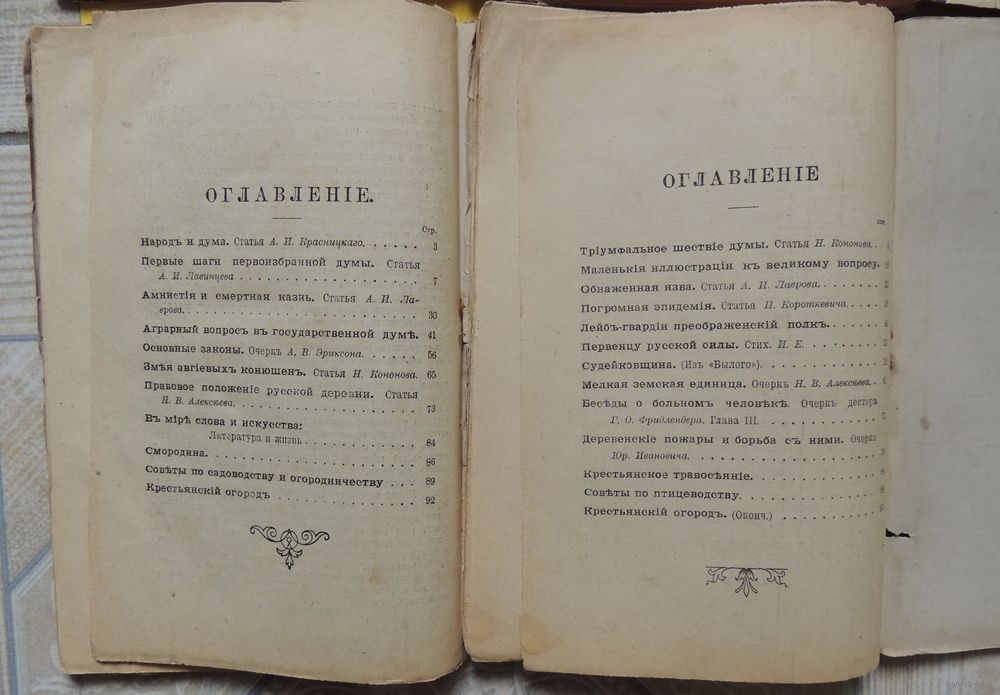 ОГЛАВЛЕНІЕ.
Стр.
Народъ и дума. Статья А. И. Красницкаго. . . . . . 3
Первые шаги первоизбранной думы. Статья
А. И. Лавинцева . . . . . . . . . . . . . . . . . 7
Амнистія и смертная казнь. Статья А. И. Ла-
врова. . . . . . . . . . . . . . . . . . . . . . 30
Аграрный вопросъ въ государственной думѣ. 41
Основные законы. Очеркъ А. В. Эриксона. . . . . . 56
Змѣя авгіевыхъ конюшенъ. Статья Н. Кононова. 65
Правовое положеніе русской деревни. Статья
Н. В. Алексѣева. . . . . . . . . . . . . . . . . 73
Въ мірѣ слова и искусства:
Литература и жизнь . . . . . . . . . . . 84
Смородина. . . . . . . . . . . . . . . . . . . . 86
Совѣты по садоводству и огородничеству . . . 89
Крестьянскій огородъ . . . . . . . . . . . . . . 92
ОГЛАВЛЕНІЕ
стр.
Тріумфальное шествіе думы. Статья Н. Кононова. .
Маленькія иллюстраціи къ великому вопросу.
Обнаженная язва. Статья А. И. Лаврова. . . . . .
Погромная эпидемія. Статья П. Короткевича. . . . .
Лейбъ-гвардіи преображенскій полкъ. . . . . .
Первенцу русской силы. Стих. И. Е. . . . . . . . .
Судейковщина. (Изъ «Былого»). . . . . . . . . . .
Мелкая земская единица. Очеркъ Н. В. Алексѣева. .
Бесѣды о больномъ человѣкѣ. Очеркъ доктора
Г. О. Фридлендера. Глава III. . . . . . . . . . .
Деревенскіе пожары и борьба съ ними. Очеркъ
Юр. Ивановича. . . . . . . . . . . . . . . . . .
Крестьянское травосѣяніе. . . . . . . . . . . .
Совѣты по птицеводству. . . . . . . . . . . . .
Крестьянскій огородъ. (Оконч.) . . . . . . . . .